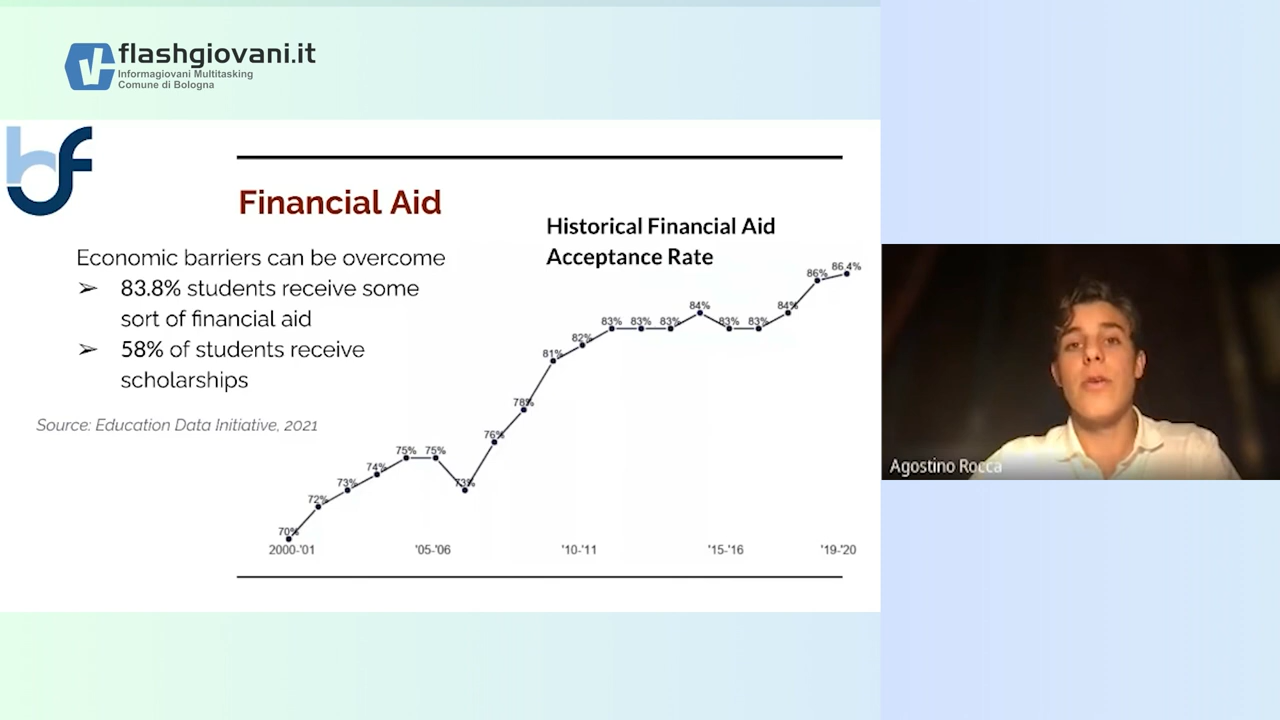 flashgiovani.it
Informagiovani Multitasking
Comune di Bologna
bf
Financial Aid
Economic barriers can be overcome
➢ 83.8% students receive some
sort of financial aid
➢ 58% of students receive
scholarships
Source: Education Data Initiative, 2021
Historical Financial Aid
Acceptance Rate
70%
72%
73%
74%
75%
75%
73%
76%
78%
81%
82%
83%
83%
83%
84%
83%
83%
84%
86%
86.4%
2000-'01
'05-'06
'10-'11
'15-'16
'19-'20
Agostino Rocca